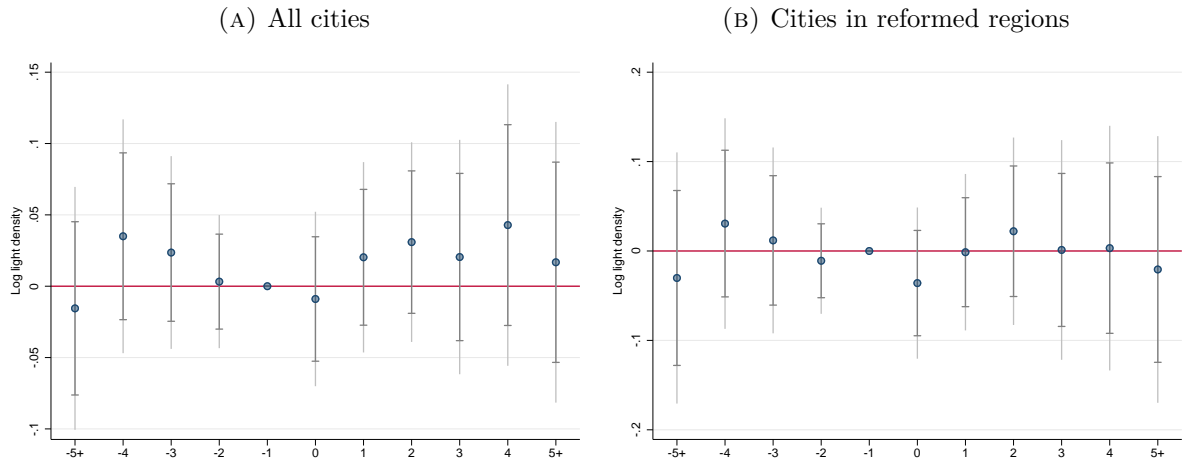 (A) All cities
(B) Cities in reformed regions
Log light density
.15
.1
.05
0
-.05
-.1
-5+ -4 -3 -2 -1 0 1 2 3 4 5+
Log light density
.2
.1
0
-.1
-.2
-5+ -4 -3 -2 -1 0 1 2 3 4 5+